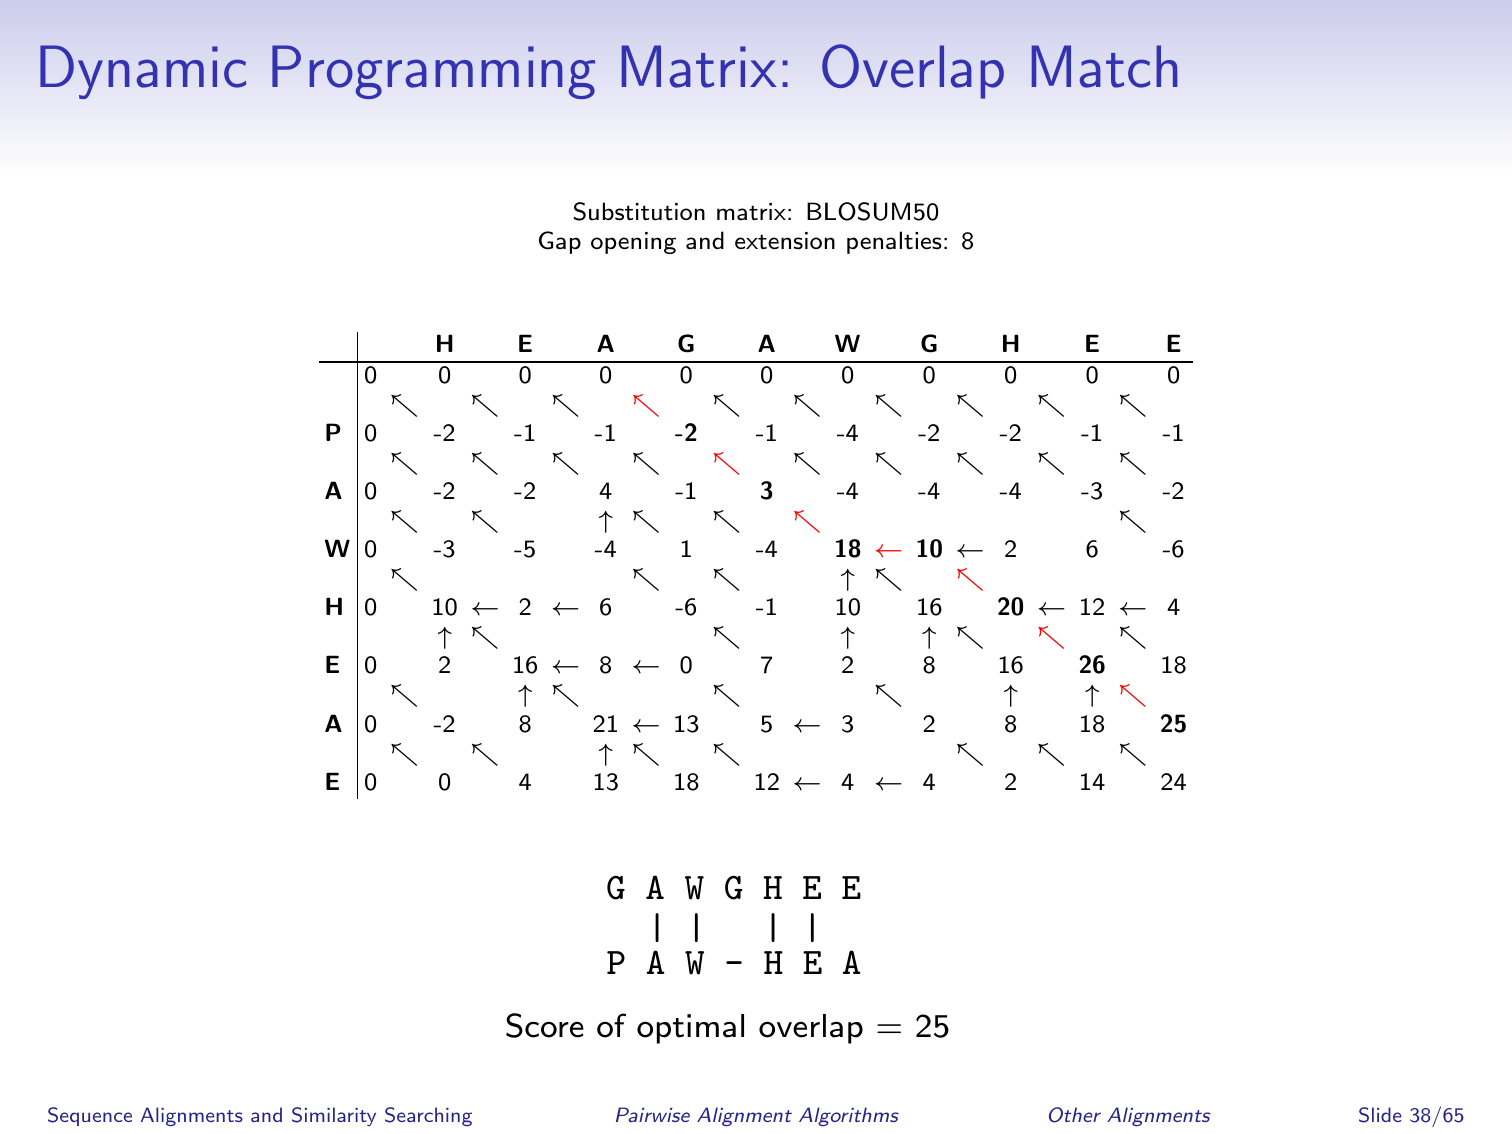 Dynamic Programming Matrix: Overlap Match
Substitution matrix: BLOSUM50
Gap opening and extension penalties: 8
H E A G A W G H E E
0 0 0 0 0 0 0 0 0 0 0
↖ ↖ ↖ ↖ ↖ ↖ ↖ ↖ ↖ ↖
P 0 -2 -1 -1 -2 -1 -4 -2 -2 -1 -1
↖ ↖ ↖ ↖ ↖ ↖ ↖ ↖ ↖ ↖
A 0 -2 -2 4 -1 3 -4 -4 -4 -3 -2
↖ ↖ ↑ ↖ ↖ ↖ ↖
W 0 -3 -5 -4 1 -4 18 ← 10 ← 2 6 -6
↖ ↖ ↖ ↑ ↖ ↖
H 0 10 ← 2 ← 6 -6 -1 10 16 20 ← 12 ← 4
↑ ↖ ↖ ↑ ↑ ↖ ↖ ↖
E 0 2 16 ← 8 ← 0 7 2 8 16 26 18
↖ ↑ ↖ ↖ ↖ ↑ ↑ ↖
A 0 -2 8 21 ← 13 5 ← 3 2 8 18 25
↖ ↖ ↑ ↖ ↖ ↖ ↖ ↖
E 0 0 4 13 18 12 ← 4 ← 4 2 14 24
G A W G H E E
| | | |
P A W - H E A
Score of optimal overlap = 25
Sequence Alignments and Similarity Searching Pairwise Alignment Algorithms Other Alignments Slide 38/65